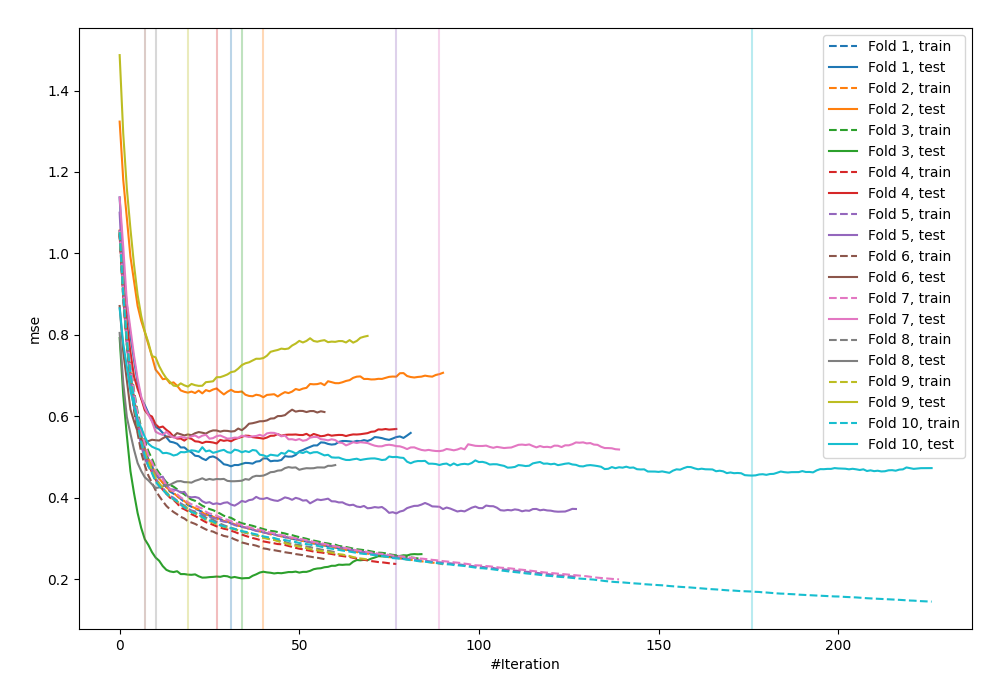 1.4
1.2
1.0
0.8
0.6
0.4
0.2
mse
0
50
100
150
200
#Iteration
Fold 1, train
Fold 1, test
Fold 2, train
Fold 2, test
Fold 3, train
Fold 3, test
Fold 4, train
Fold 4, test
Fold 5, train
Fold 5, test
Fold 6, train
Fold 6, test
Fold 7, train
Fold 7, test
Fold 8, train
Fold 8, test
Fold 9, train
Fold 9, test
Fold 10, train
Fold 10, test